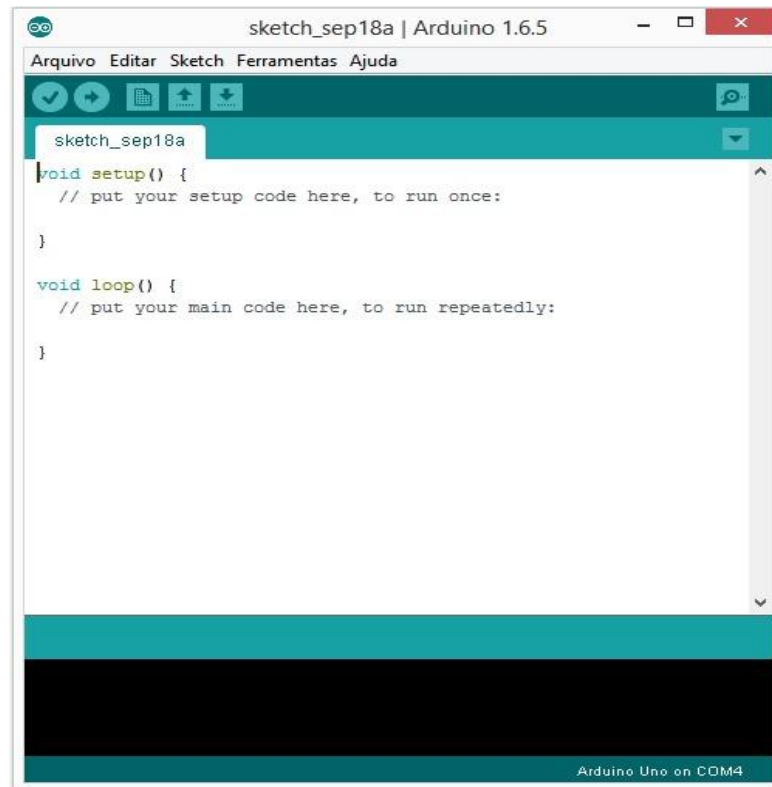 sketch_sep18a | Arduino 1.6.5
Arquivo Editar Sketch Ferramentas Ajuda
sketch_sep18a
void setup() {
  // put your setup code here, to run once:
}
void loop() {
  // put your main code here, to run repeatedly:
}
Arduino Uno on COM4